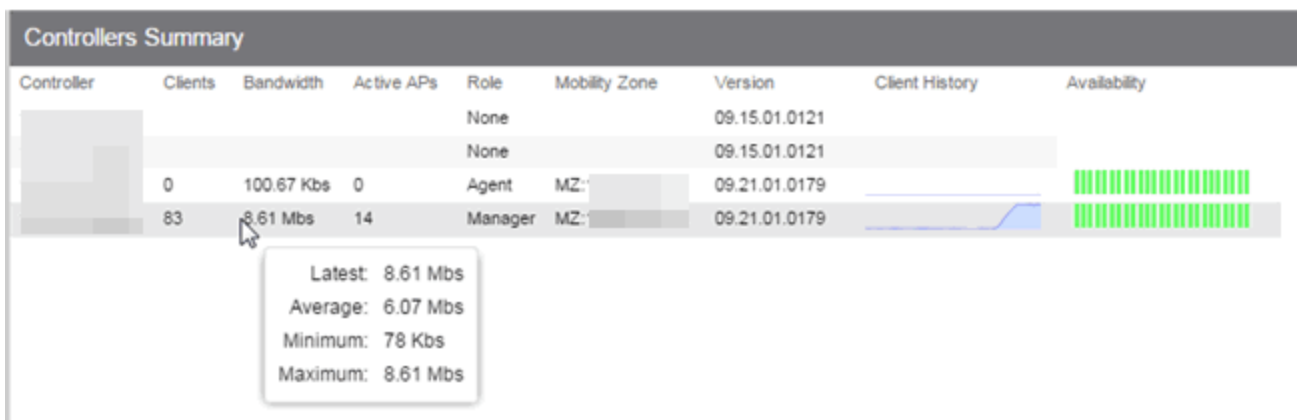 Controllers Summary
Controller Clients Bandwidth Active APs Role Mobility Zone Version Client History Availability
None 09.15.01.0121
None 09.15.01.0121
0 100.67 Kbs 0 Agent MZ: 09.21.01.0179
83 8.61 Mbs 14 Manager MZ: 09.21.01.0179
Latest: 8.61 Mbs
Average: 6.07 Mbs
Minimum: 78 Kbs
Maximum: 8.61 Mbs